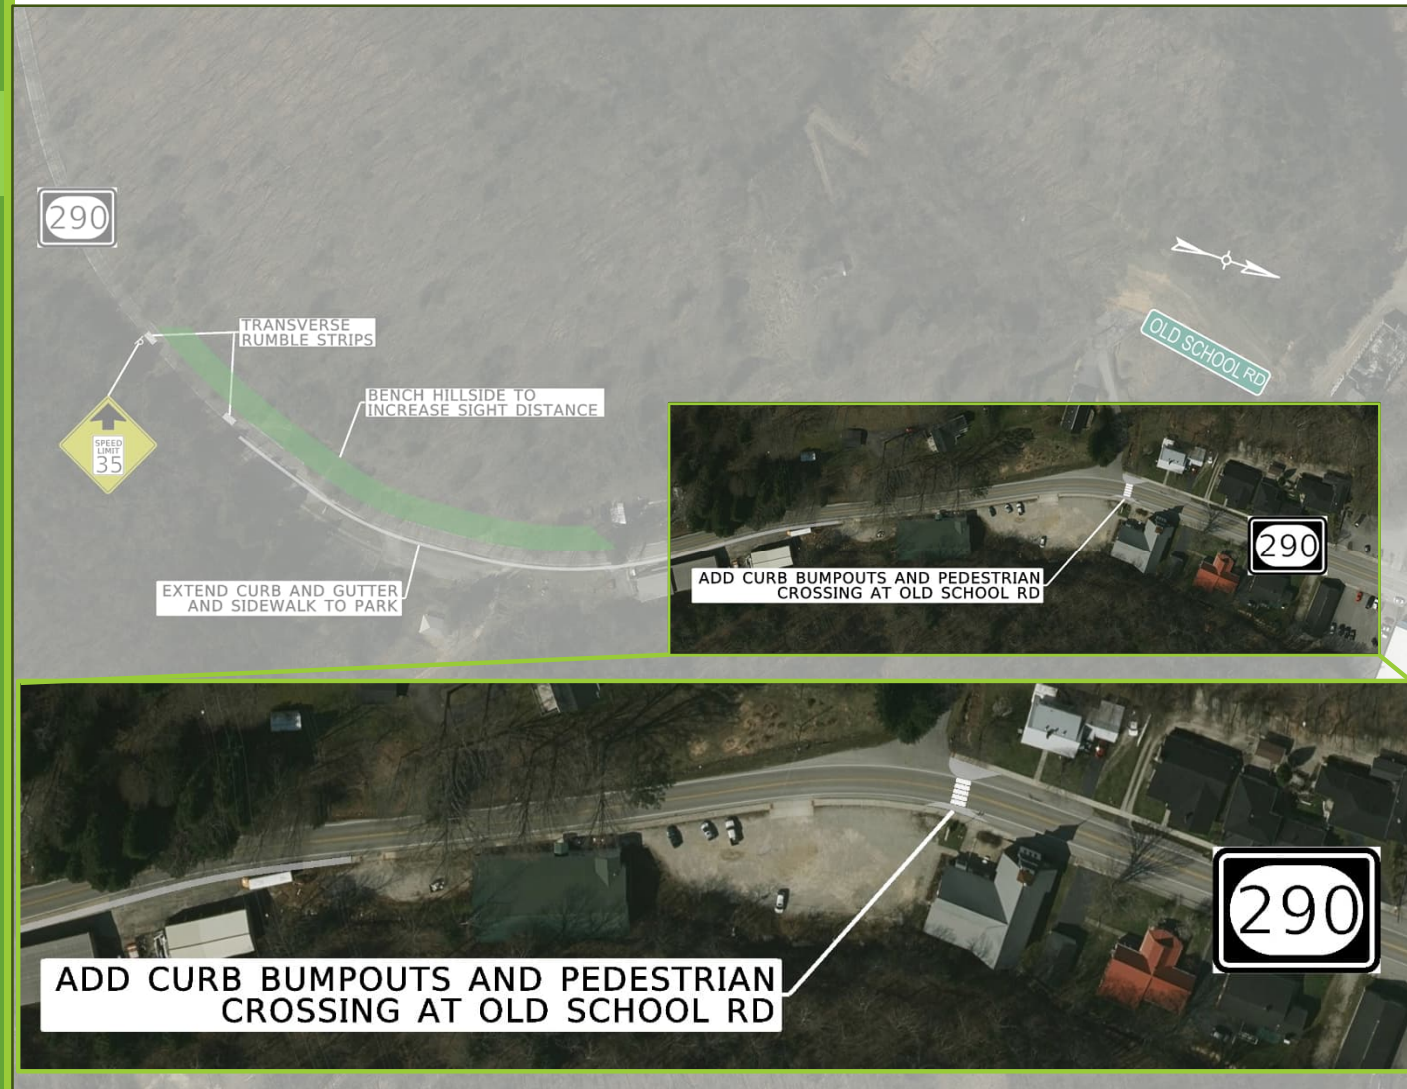 290
TRANSVERSE
RUMBLE STRIPS
OLD SCHOOL RD
BENCH HILLSIDE TO
INCREASE SIGHT DISTANCE
SPEED
LIMIT
35
290
ADD CURB BUMPOUTS AND PEDESTRIAN
CROSSING AT OLD SCHOOL RD
EXTEND CURB AND GUTTER
AND SIDEWALK TO PARK
290
ADD CURB BUMPOUTS AND PEDESTRIAN
CROSSING AT OLD SCHOOL RD